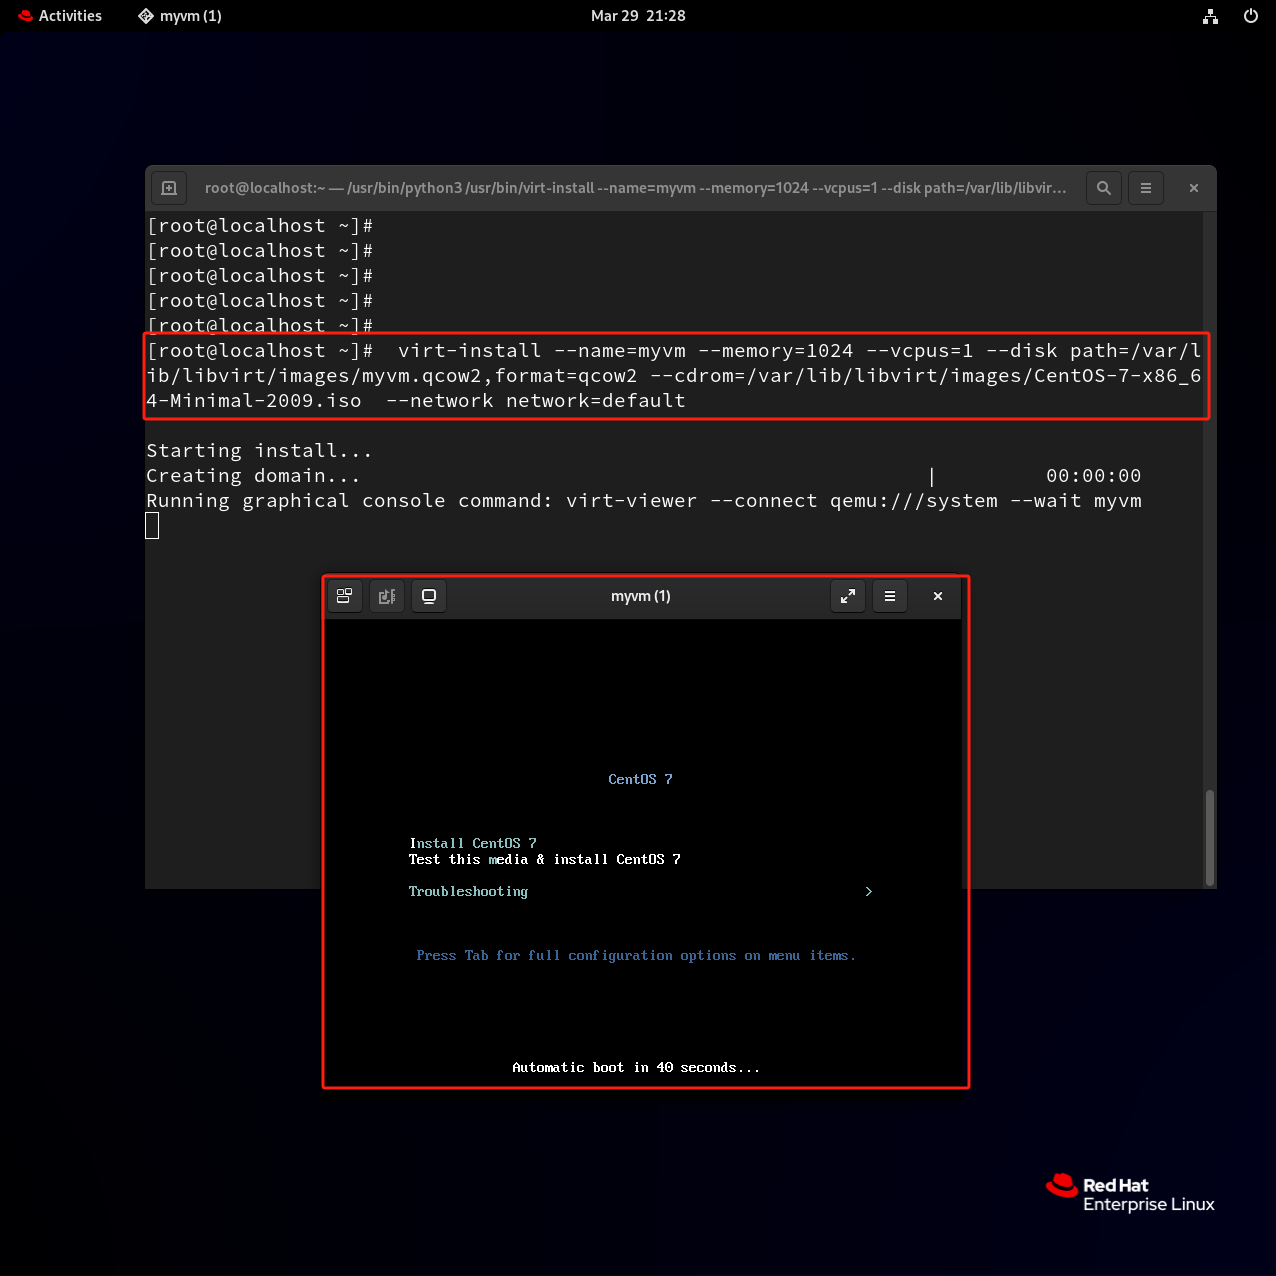 Activities myvm (1) Mar 29 21:28
root@localhost:~ — /usr/bin/python3 /usr/bin/virt-install --name=myvm --memory=1024 --vcpus=1 --disk path=/var/lib/libvir...
[root@localhost ~]#
[root@localhost ~]#
[root@localhost ~]#
[root@localhost ~]#
[root@localhost ~]#
[root@localhost ~]#  virt-install --name=myvm --memory=1024 --vcpus=1 --disk path=/var/l
ib/libvirt/images/myvm.qcow2,format=qcow2 --cdrom=/var/lib/libvirt/images/CentOS-7-x86_6
4-Minimal-2009.iso  --network network=default
Starting install...
Creating domain... | 00:00:00
Running graphical console command: virt-viewer --connect qemu:///system --wait myvm
myvm (1)
CentOS 7
Install CentOS 7
Test this media & install CentOS 7
Troubleshooting >
Press Tab for full configuration options on menu items.
Automatic boot in 40 seconds...
Red Hat
Enterprise Linux